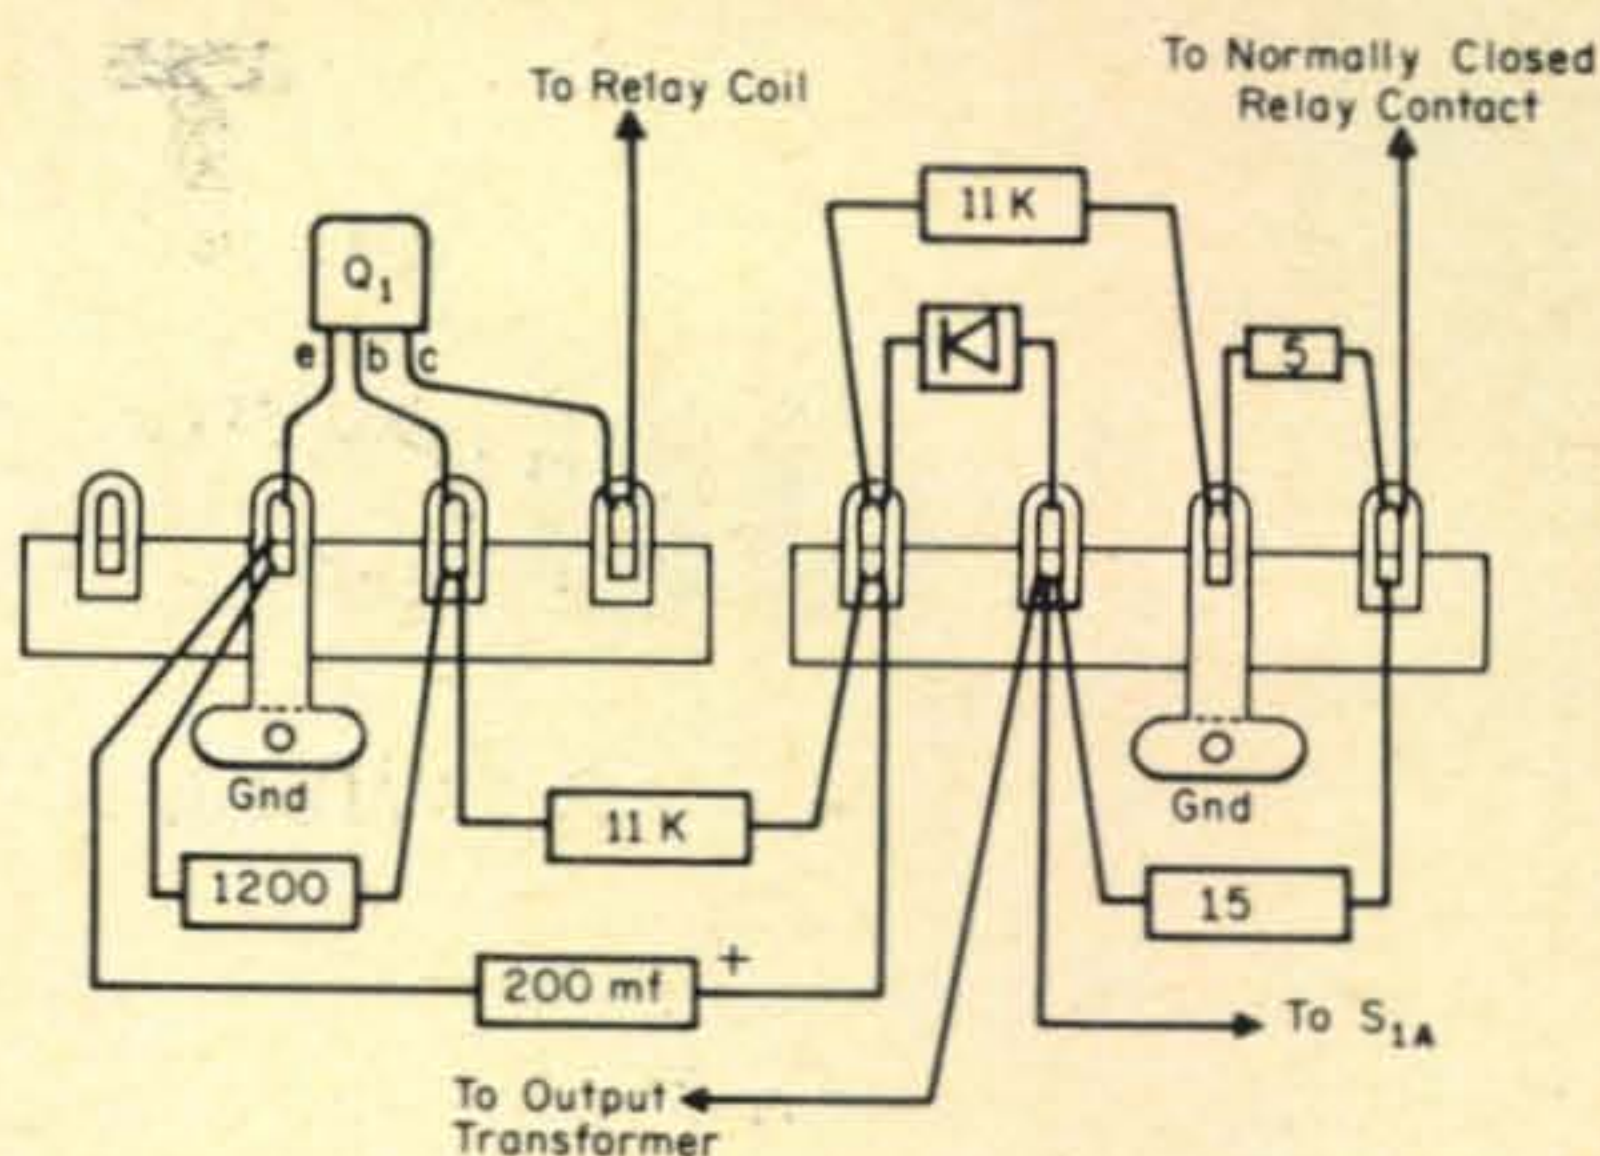 To Relay Coil
To Normally Closed
Relay Contact
11 K
Q1
e b c
5
11 K
Gnd
Gnd
1200
15
200 mf +
To S1A
To Output
Transformer